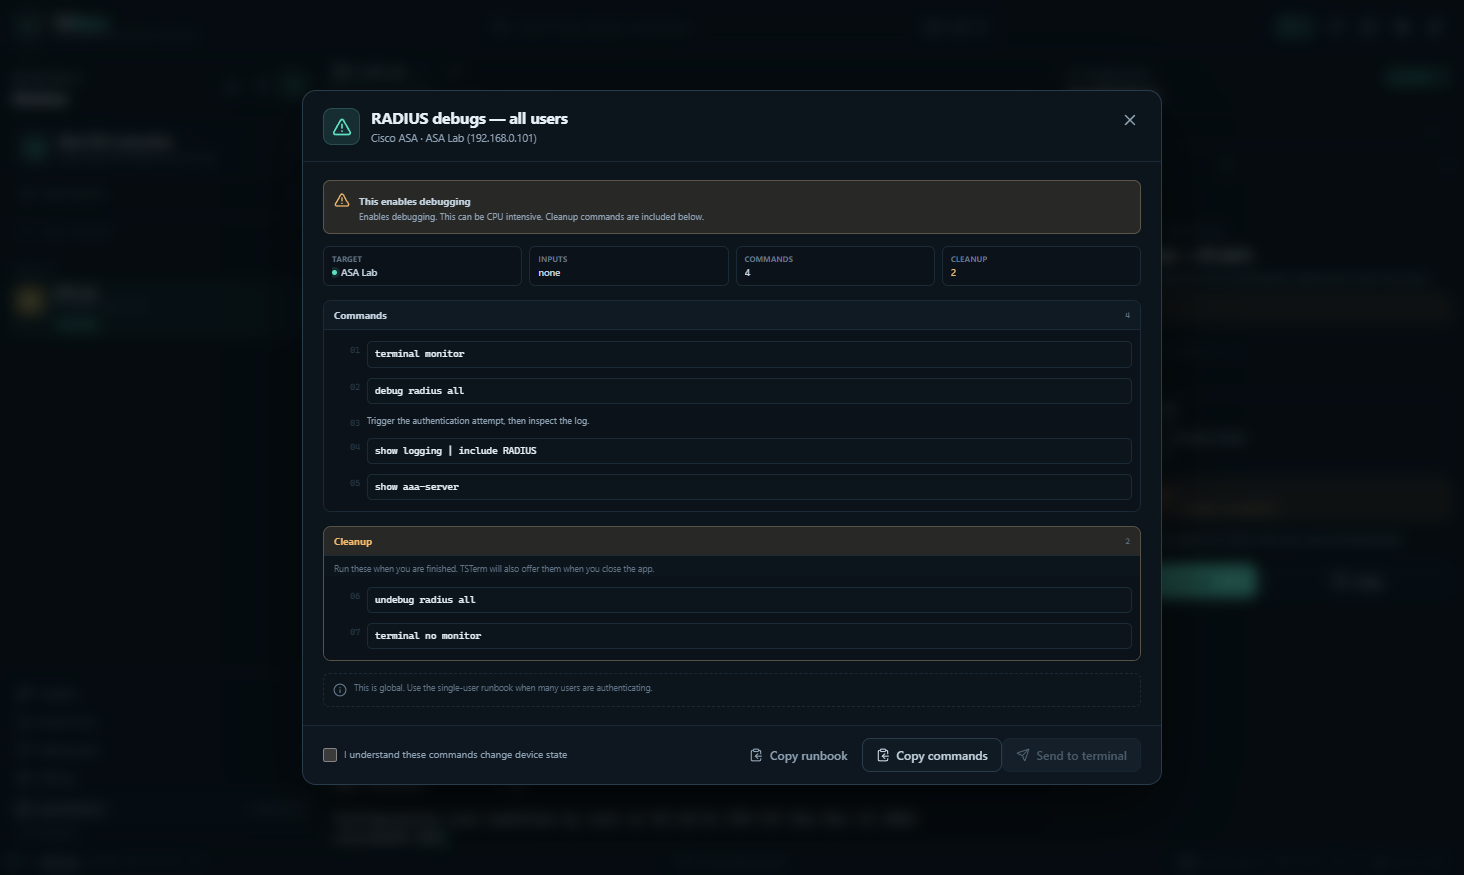 RADIUS debugs — all users
Cisco ASA · ASA Lab (192.168.0.101)
This enables debugging
Enables debugging. This can be CPU intensive. Cleanup commands are included below.
TARGET
ASA Lab
INPUTS
none
COMMANDS
4
CLEANUP
2
Commands 4
01 terminal monitor
02 debug radius all
03 Trigger the authentication attempt, then inspect the log.
04 show logging | include RADIUS
05 show aaa-server
Cleanup 2
Run these when you are finished. TSTerm will also offer them when you close the app.
06 undebug radius all
07 terminal no monitor
This is global. Use the single-user runbook when many users are authenticating.
I understand these commands change device state
Copy runbook
Copy commands
Send to terminal